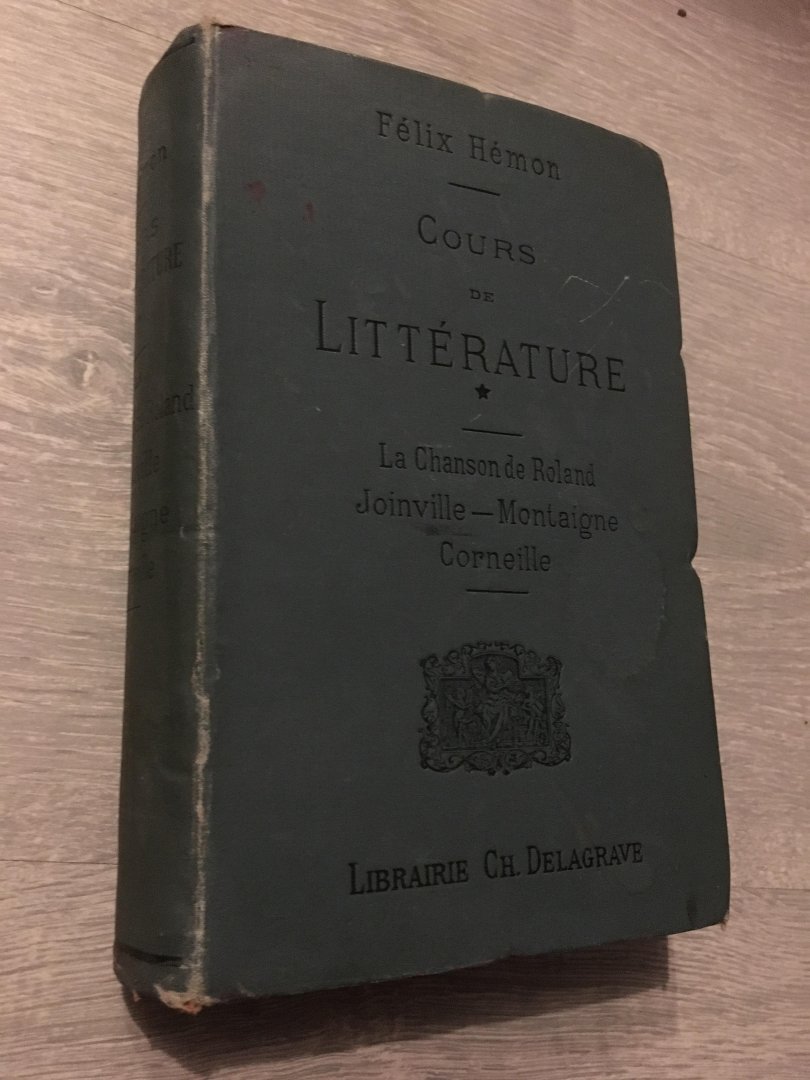 Félix Hémon
COURS
DE
LITTÉRATURE
La Chanson de Roland
Joinville — Montaigne
Corneille
LIBRAIRIE CH. DELAGRAVE